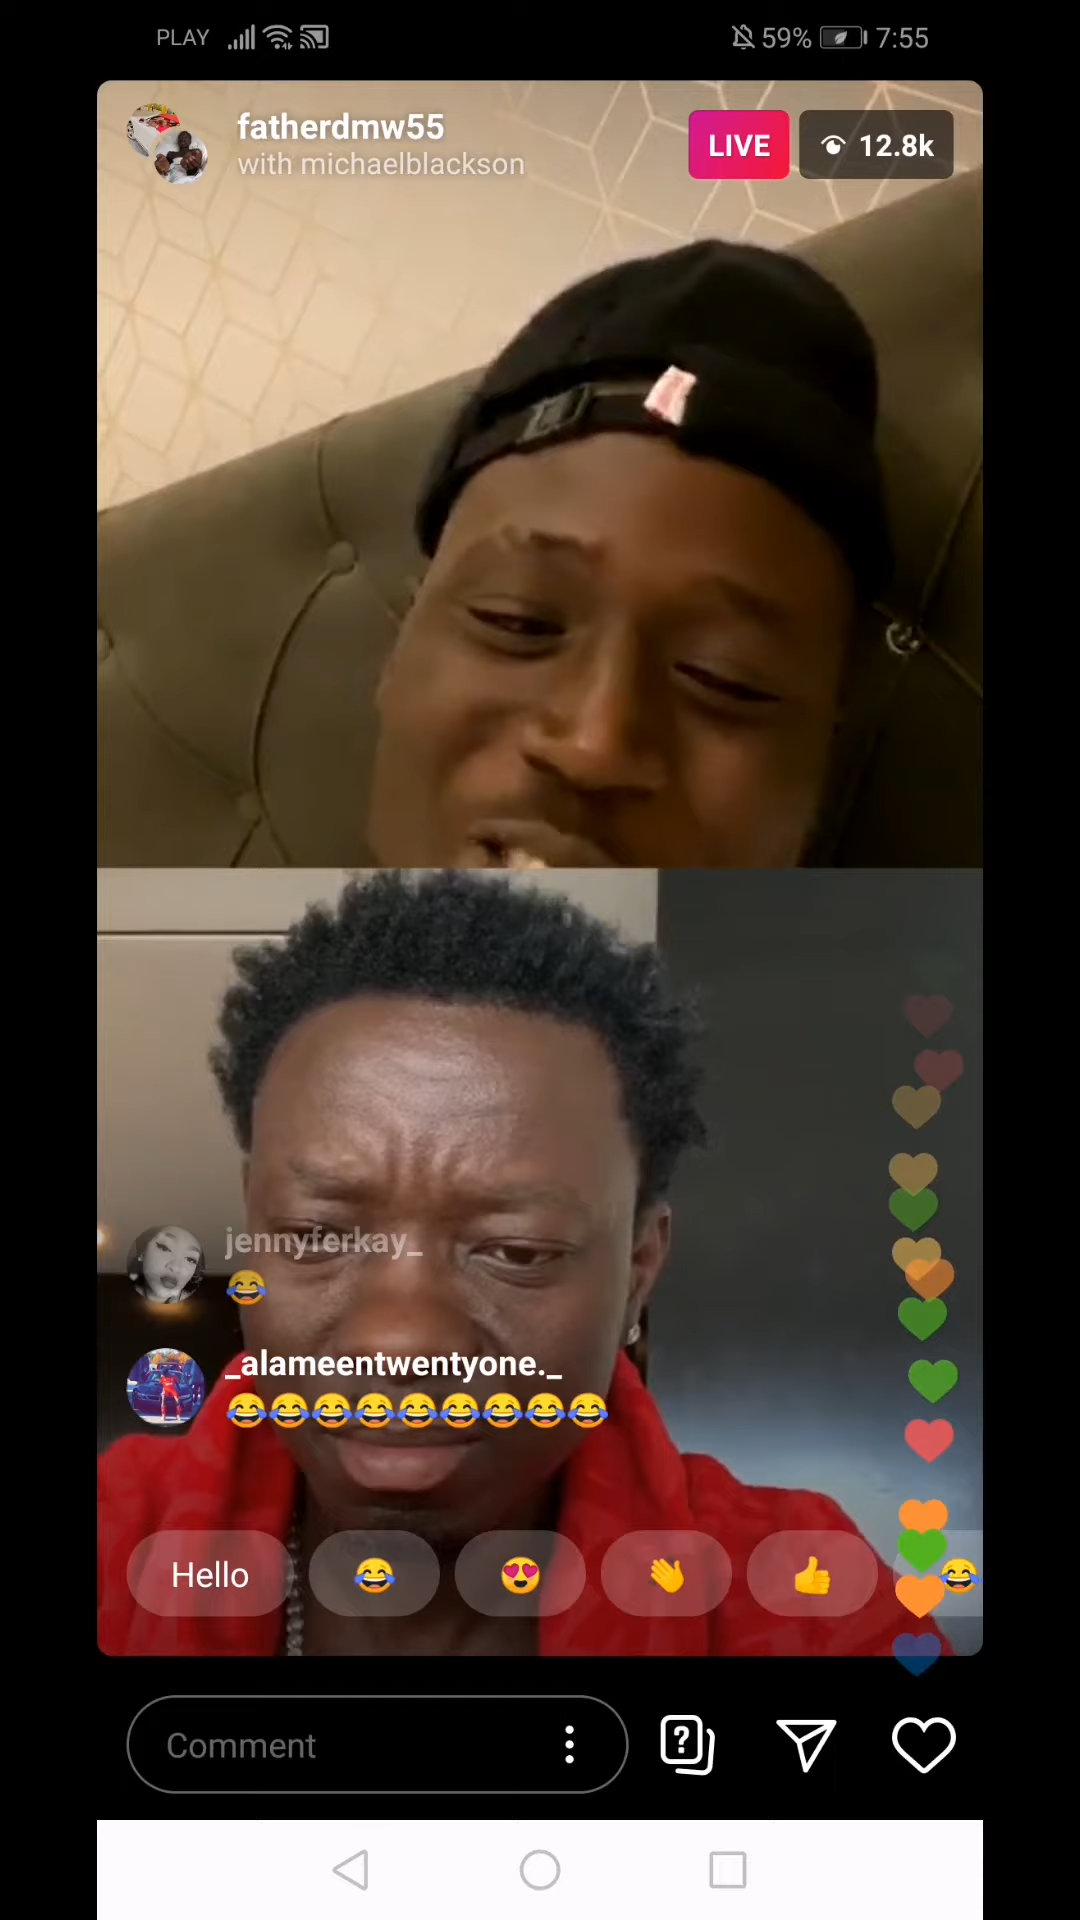 PLAY
59%
7:55
fatherdmw55
with michaelblackson
LIVE
12.8k
jennyferkay_
😂
_alameentwentyone._
😂😂😂😂😂😂😂😂😂
Hello
😂
😍
👋
👍
😂
Comment
?